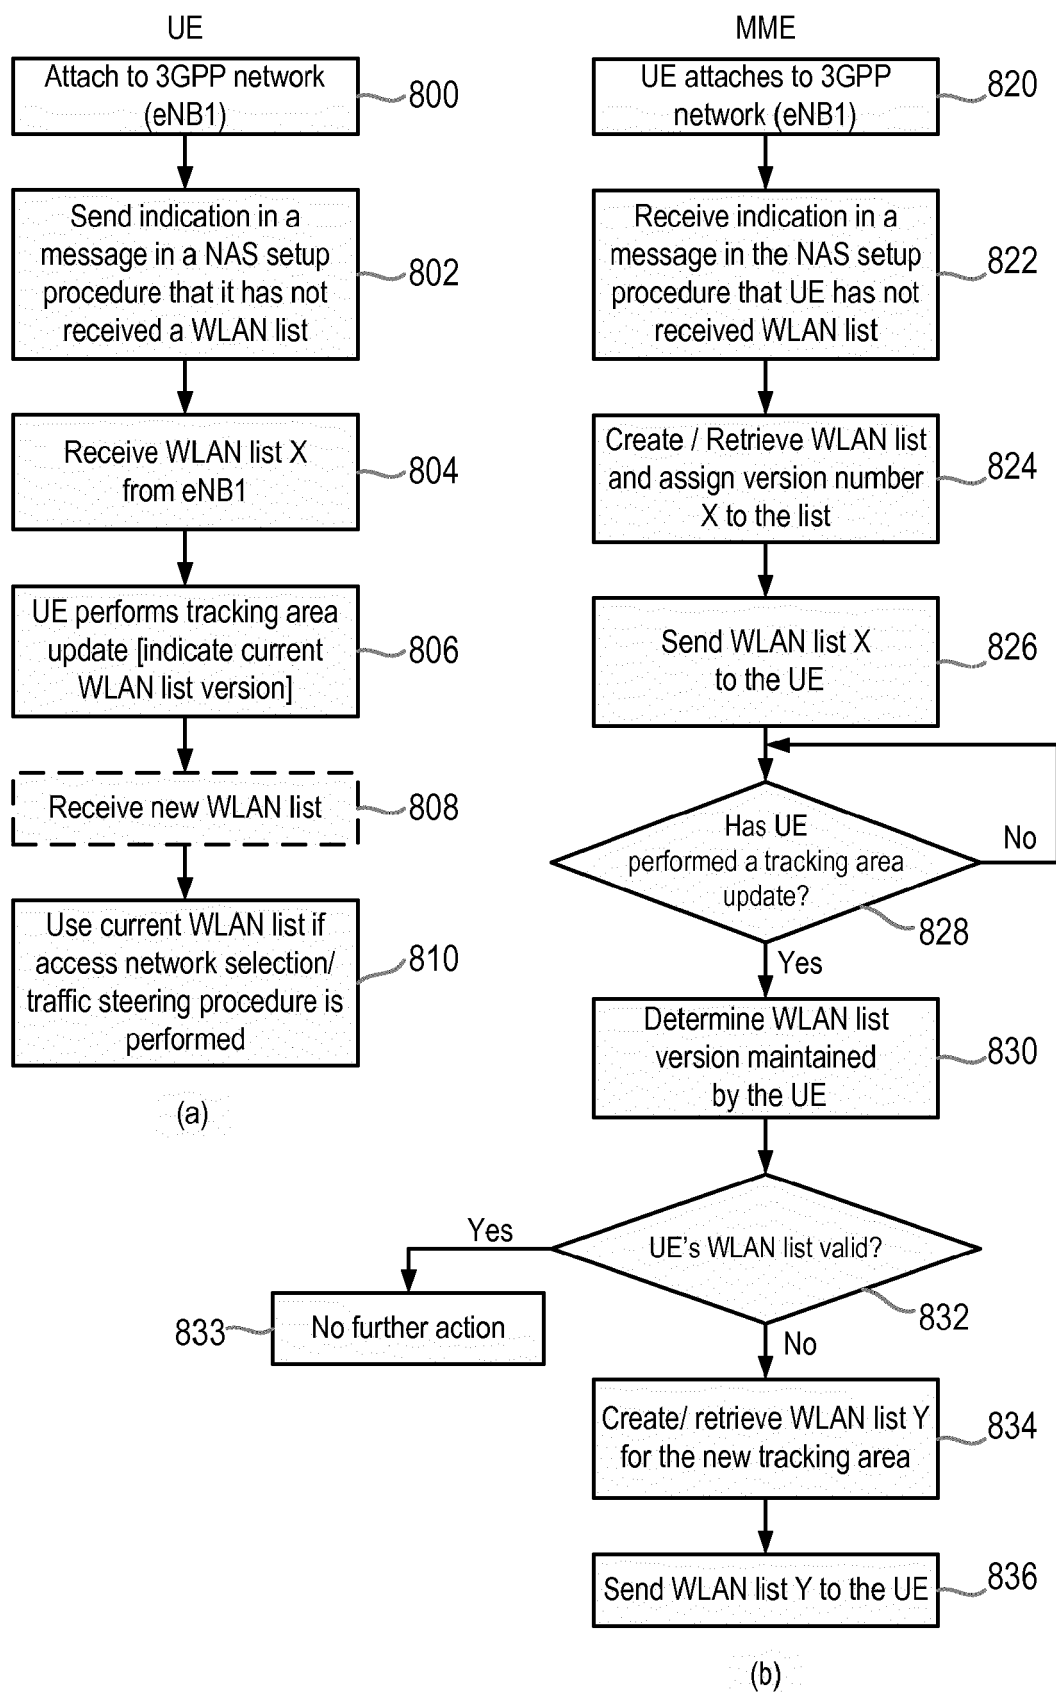 UE
Attach to 3GPP network
(eNB1)
800
Send indication in a
message in a NAS setup
procedure that it has not
received a WLAN list
802
Receive WLAN list X
from eNB1
804
UE performs tracking area
update [indicate current
WLAN list version]
806
Receive new WLAN list
808
Use current WLAN list if
access network selection/
traffic steering procedure is
performed
810
(a)
MME
UE attaches to 3GPP
network (eNB1)
820
Receive indication in a
message in the NAS setup
procedure that UE has not
received WLAN list
822
Create / Retrieve WLAN list
and assign version number
X to the list
824
Send WLAN list X
to the UE
826
Has UE
performed a tracking area
update?
No
828
Yes
Determine WLAN list
version maintained
by the UE
830
Yes
UE's WLAN list valid?
832
833
No further action
No
Create/ retrieve WLAN list Y
for the new tracking area
834
Send WLAN list Y to the UE
836
(b)